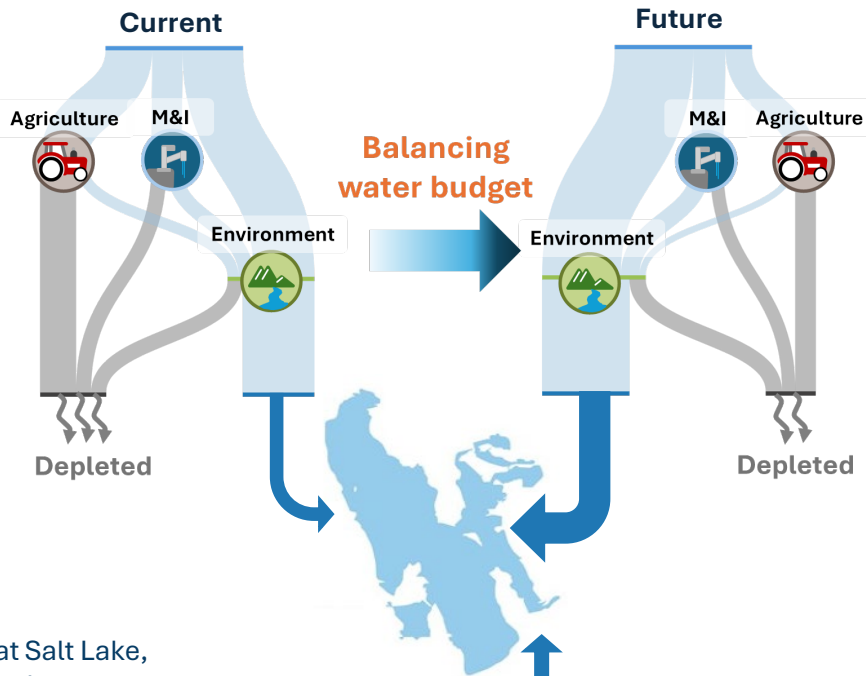 Current
Future
Agriculture
M&I
M&I
Agriculture
Balancing
water budget
Environment
Environment
Depleted
Depleted
at Salt Lake,